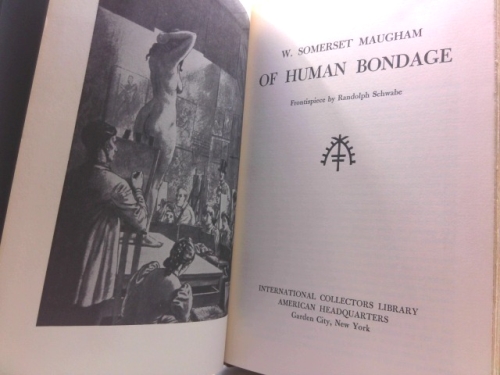 W. SOMERSET MAUGHAM
OF HUMAN BONDAGE
Frontispiece by Randolph Schwabe
INTERNATIONAL COLLECTORS LIBRARY
AMERICAN HEADQUARTERS
Garden City, New York